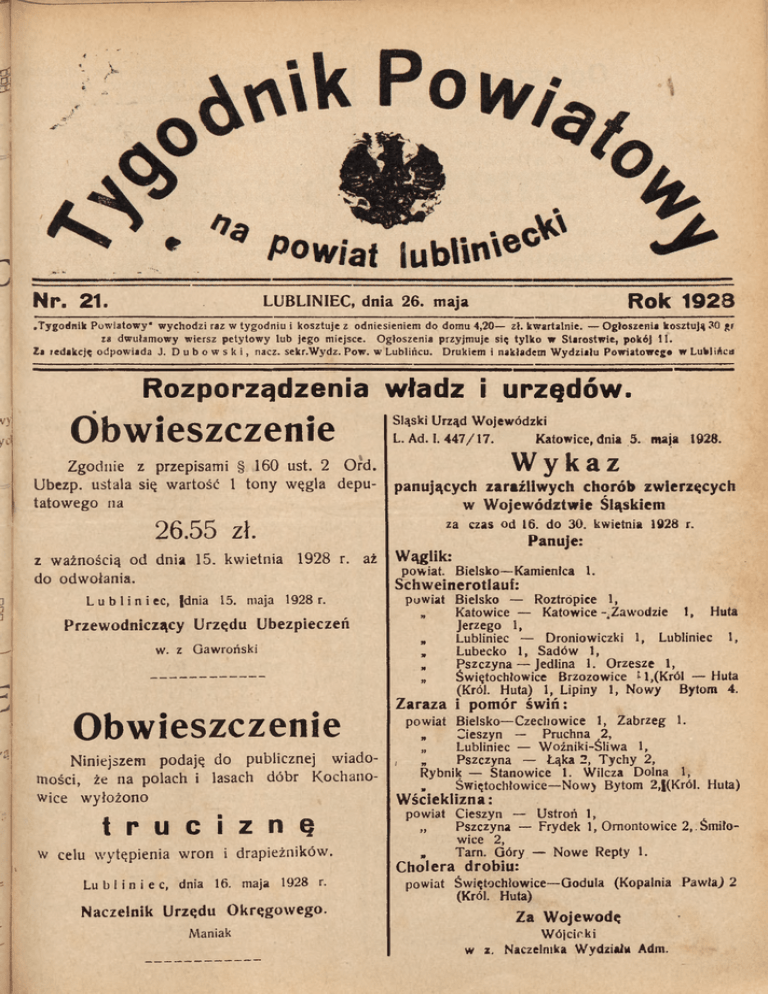 Tygodnik Powiatowy
na powiat lubliniecki
Nr. 21. LUBLINIEC, dnia 26. maja Rok 1928
„Tygodnik Powiatowy" wychodzi raz w tygodniu i kosztuje z odniesieniem do domu 4,20— zł. kwartalnie. — Ogłoszenia kosztują 30 gr
za dwułamowy wiersz petytowy lub jego miejsce. Ogłoszenia przyjmuje się tylko w Starostwie, pokój 11.
Za redakcję odpowiada J. Dubowski, nacz. sekr. Wydz. Pow. w Lublińcu. Drukiem i nakładem Wydziału Powiatowego w Lublińcu
Rozporządzenia władz i urzędów.
Obwieszczenie
Zgodnie z przepisami § 160 ust. 2 Ord.
Ubezp. ustala się wartość 1 tony węgla depu-
tatowego na
26.55 zł.
z ważnością od dnia 15. kwietnia 1928 r. aż
do odwołania.
Lubliniec, dnia 15. maja 1928 r.
Przewodniczący Urzędu Ubezpieczeń
w. z Gawroński
Obwieszczenie
Niniejszem podaję do publicznej wiado-
mości, że na polach i lasach dóbr Kochano-
wice wyłożono
truciznę
w celu wytępienia wron i drapieżników.
Lubliniec, dnia 16. maja 1928 r.
Naczelnik Urzędu Okręgowego.
Maniak
Śląski Urząd Wojewódzki
L. Ad. I. 447/17. Katowice, dnia 5. maja 1928.
Wykaz
panujących zaraźliwych chorób zwierzęcych
w Województwie Śląskiem
za czas od 16. do 30. kwietnia 1928 r.
Panuje:
Wąglik:
powiat. Bielsko—Kamienica 1.
Schweinerotlauf:
powiat Bielsko — Roztropice 1,
„ Katowice — Katowice - Zawodzie 1, Huta
Jerzego 1,
„ Lubliniec — Droniowiczki 1, Lubliniec 1,
„ Lubecko 1, Sadów 1,
„ Pszczyna — Jedlina 1. Orzesze 1,
„ Świętochłowice Brzozowice 1,(Król — Huta
(Król. Huta) 1, Lipiny 1, Nowy Bytom 4.
Zaraza i pomór świń:
powiat Bielsko—Czechowice 1, Zabrzeg 1.
„ Cieszyn — Pruchna 2,
„ Lubliniec — Woźniki-Śliwa 1,
„ Pszczyna — Łąka 2, Tychy 2,
Rybnik — Stanowice 1. Wilcza Dolna 1,
„ Świętochłowice—Nowy Bytom 2,(Król. Huta)
Wścieklizna:
powiat Cieszyn — Ustroń 1,
„ Pszczyna — Frydek 1, Ornontowice 2, Śmiło-
wice 2,
„ Tarn. Góry — Nowe Repty 1.
Cholera drobiu:
powiat Świętochłowice—Godula (Kopalnia Pawła) 2
(Król. Huta)
Za Wojewodę
Wójcicki
w z. Naczelnika Wydziału Adm.